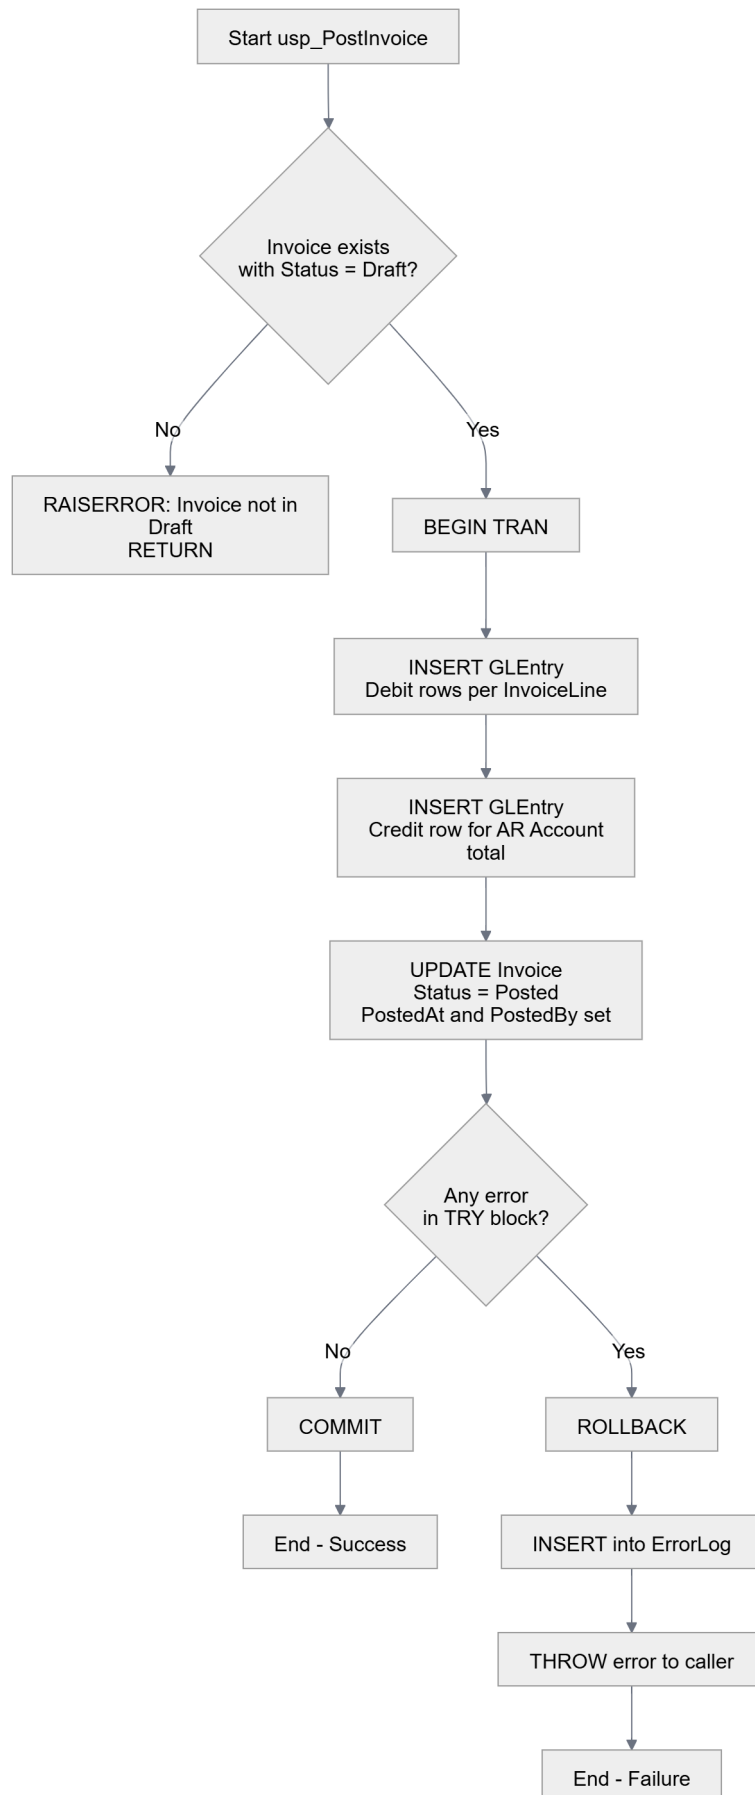 Start usp_PostInvoice
Invoice exists
with Status = Draft?
No
Yes
RAISERROR: Invoice not in
Draft
RETURN
BEGIN TRAN
INSERT GLEntry
Debit rows per InvoiceLine
INSERT GLEntry
Credit row for AR Account
total
UPDATE Invoice
Status = Posted
PostedAt and PostedBy set
Any error
in TRY block?
No
Yes
COMMIT
ROLLBACK
End - Success
INSERT into ErrorLog
THROW error to caller
End - Failure